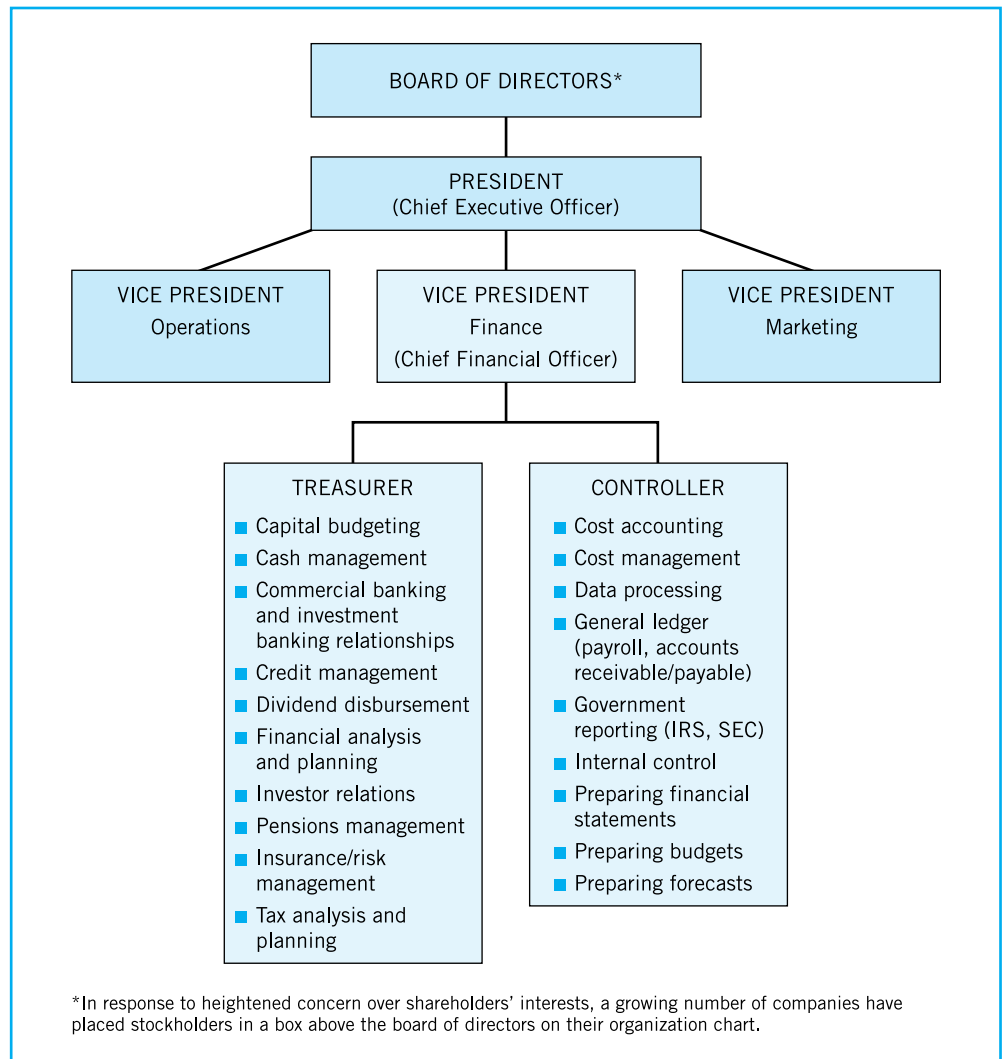 BOARD OF DIRECTORS*
PRESIDENT
(Chief Executive Officer)
VICE PRESIDENT
Operations
VICE PRESIDENT
Finance
(Chief Financial Officer)
VICE PRESIDENT
Marketing
TREASURER
■ Capital budgeting
■ Cash management
■ Commercial banking
and investment
banking relationships
■ Credit management
■ Dividend disbursement
■ Financial analysis
and planning
■ Investor relations
■ Pensions management
■ Insurance/risk
management
■ Tax analysis and
planning
CONTROLLER
■ Cost accounting
■ Cost management
■ Data processing
■ General ledger
(payroll, accounts
receivable/payable)
■ Government
reporting (IRS, SEC)
■ Internal control
■ Preparing financial
statements
■ Preparing budgets
■ Preparing forecasts
*In response to heightened concern over shareholders’ interests, a growing number of companies have
placed stockholders in a box above the board of directors on their organization chart.